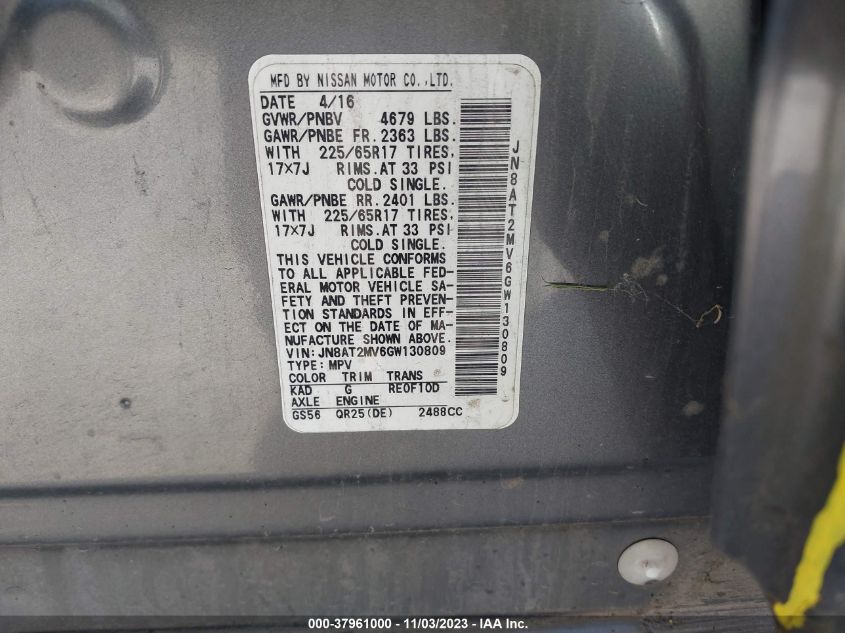 MFD BY NISSAN MOTOR CO.,LTD.
DATE 4/16
GVWR/PNBV 4679 LBS.
GAWR/PNBE FR. 2363 LBS.
WITH 225/65R17 TIRES,
17×7J RIMS.AT 33 PSI
COLD SINGLE.
GAWR/PNBE RR. 2401 LBS.
WITH 225/65R17 TIRES,
17×7J RIMS.AT 33 PSI
COLD SINGLE.
THIS VEHICLE CONFORMS
TO ALL APPLICABLE FED-
ERAL MOTOR VEHICLE SA-
FETY AND THEFT PREVEN-
TION STANDARDS IN EFF-
ECT ON THE DATE OF MA-
NUFACTURE SHOWN ABOVE.
VIN:JN8AT2MV6GW130809
TYPE:MPV
COLOR TRIM TRANS
KAD G RE0F10D
AXLE ENGINE
GS56 QR25(DE) 2488CC
JN8AT2MV6GW130809
000-37961000 - 11/03/2023 - IAA Inc.